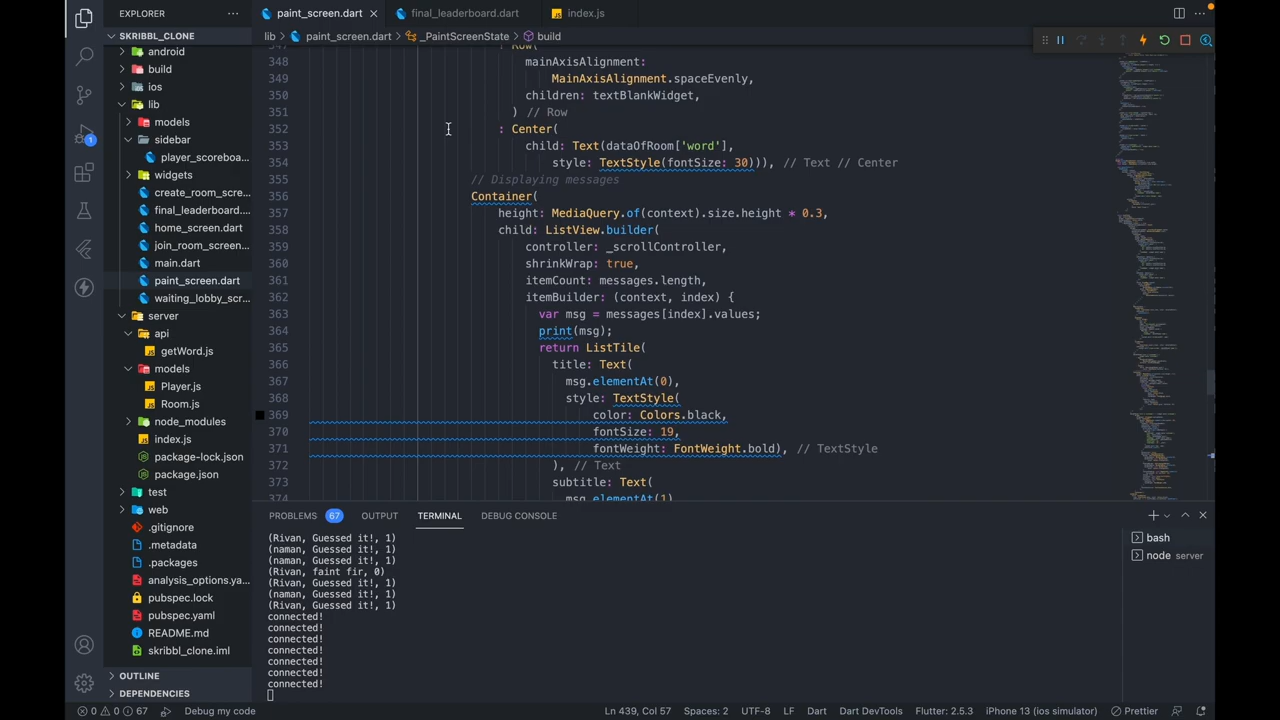 EXPLORER
paint_screen.dart
final_leaderboard.dart
index.js
SKRIBBL_CLONE
lib > paint_screen.dart > _PaintScreenState > build
android
build
ios
lib
models
sidebar
player_scoreboa...
widgets
create_room_scre...
final_leaderboard....
home_screen.dart
join_room_screen...
main.dart
paint_screen.dart
waiting_lobby_scr...
server
api
getWord.js
models
Player.js
Room.js
node_modules
index.js
package-lock.json
package.json
test
web
.gitignore
.metadata
.packages
analysis_options.ya...
pubspec.lock
pubspec.yaml
README.md
skribbl_clone.iml
OUTLINE
DEPENDENCIES
1
347 : Row(
348 mainAxisAlignment:
349 MainAxisAlignment.spaceEvenly,
350 children: textBlankWidget,
351 ) // Row
352 : Center(
353 child: Text(dataOfRoom['word'],
354 style: TextStyle(fontSize: 30))), // Text // Center
355 // Displaying messages
356 Container(
357 height: MediaQuery.of(context).size.height * 0.3,
358 child: ListView.builder(
359 controller: _scrollController,
360 shrinkWrap: true,
361 itemCount: messages.length,
362 itemBuilder: (context, index) {
363 var msg = messages[index].values;
364 print(msg);
365 return ListTile(
366 title: Text(
367 msg.elementAt(0),
368 style: TextStyle(
369 color: Colors.black,
370 fontSize: 19,
371 fontWeight: FontWeight.bold), // TextStyle
372 ), // Text
373 subtitle: Text(
374 msg.elementAt(1)
PROBLEMS 67 OUTPUT TERMINAL DEBUG CONSOLE
(Rivan, Guessed it!, 1)
(naman, Guessed it!, 1)
(naman, Guessed it!, 1)
(Rivan, faint fir, 0)
(Rivan, Guessed it!, 1)
(naman, Guessed it!, 1)
(Rivan, Guessed it!, 1)
connected!
connected!
connected!
connected!
connected!
connected!
connected!
bash
node server
0 0 67 Debug my code Ln 439, Col 57 Spaces: 2 UTF-8 LF Dart Dart DevTools Flutter: 2.5.3 iPhone 13 (ios simulator) Prettier